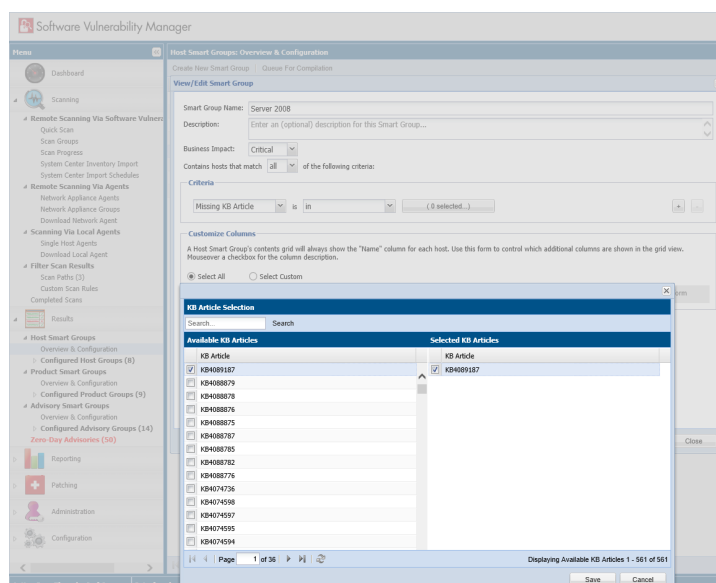 Software Vulnerability Manager
Menu
Dashboard
Scanning
Remote Scanning Via Software Vulnera
Quick Scan
Scan Groups
Scan Progress
System Center Inventory Import
System Center Import Schedules
Remote Scanning Via Agents
Network Appliance Agents
Network Appliance Groups
Download Network Agent
Scanning Via Local Agents
Single Host Agents
Download Local Agent
Filter Scan Results
Scan Paths (3)
Custom Scan Rules
Completed Scans
Results
Host Smart Groups
Overview & Configuration
Configured Host Groups (8)
Product Smart Groups
Overview & Configuration
Configured Product Groups (9)
Advisory Smart Groups
Overview & Configuration
Configured Advisory Groups (14)
Zero-Day Advisories (50)
Reporting
Patching
Administration
Configuration
Host Smart Groups: Overview & Configuration
Create New Smart Group | Queue For Compilation
View/Edit Smart Group
Smart Group Name: Server 2008
Description: Enter an (optional) description for this Smart Group...
Business Impact: Critical
Contains hosts that match all of the following criteria:
Criteria
Missing KB Article is in ( 0 selected...) + -
Customize Columns
A Host Smart Group's contents grid will always show the "Name" column for each host. Use this form to control which additional columns are shown in the grid view.
Mouseover a checkbox for the column description.
Select All Select Custom
orm
Close
KB Article Selection
Search... Search
Available KB Articles
KB Article
KB4089187
KB4088879
KB4088878
KB4088876
KB4088875
KB4088787
KB4088785
KB4088782
KB4088776
KB4074736
KB4074598
KB4074597
KB4074595
KB4074594
Selected KB Articles
KB Article
KB4089187
Page 1 of 36
Displaying Available KB Articles 1 - 561 of 561
Save Cancel